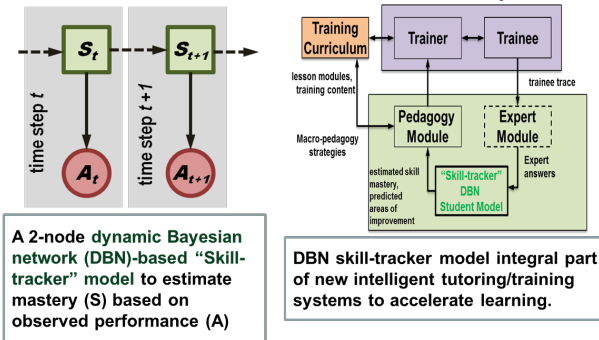 time step t
S_t
A_t
time step t+1
S_t+1
A_t+1
A 2-node dynamic Bayesian
network (DBN)-based “Skill-
tracker” model to estimate
mastery (S) based on
observed performance (A)
Training
Curriculum
Trainer
Trainee
lesson modules,
training content
trainee trace
Macro-pedagogy
strategies
Pedagogy
Module
Expert
Module
Expert
answers
estimated skill
mastery,
predicted
areas of
improvement
“Skill-tracker”
DBN
Student Model
DBN skill-tracker model integral part
of new intelligent tutoring/training
systems to accelerate learning.